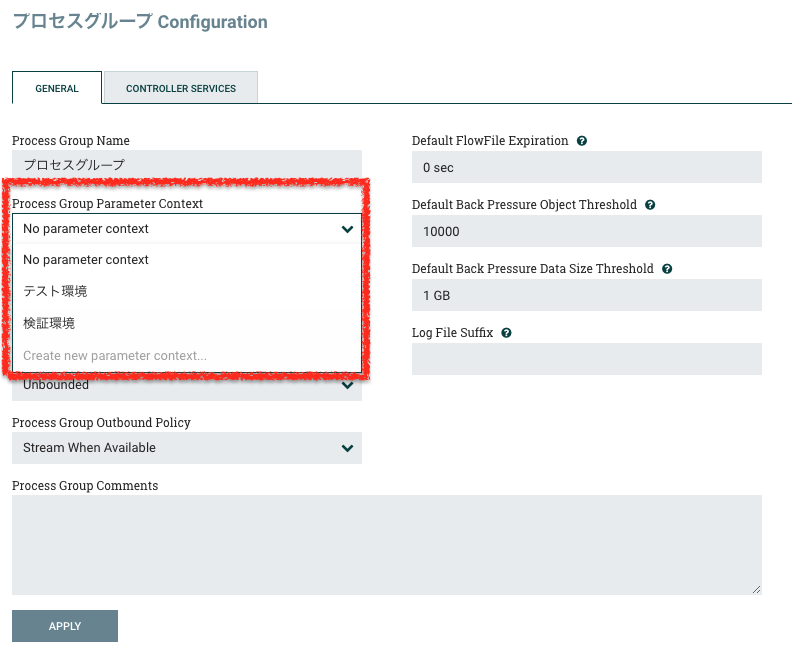 プロセスグループ Configuration
GENERAL
CONTROLLER SERVICES
Process Group Name
プロセスグループ
Process Group Parameter Context
No parameter context
No parameter context
テスト環境
検証環境
Create new parameter context...
Unbounded
Process Group Outbound Policy
Stream When Available
Default FlowFile Expiration
0 sec
Default Back Pressure Object Threshold
10000
Default Back Pressure Data Size Threshold
1 GB
Log File Suffix
Process Group Comments
APPLY